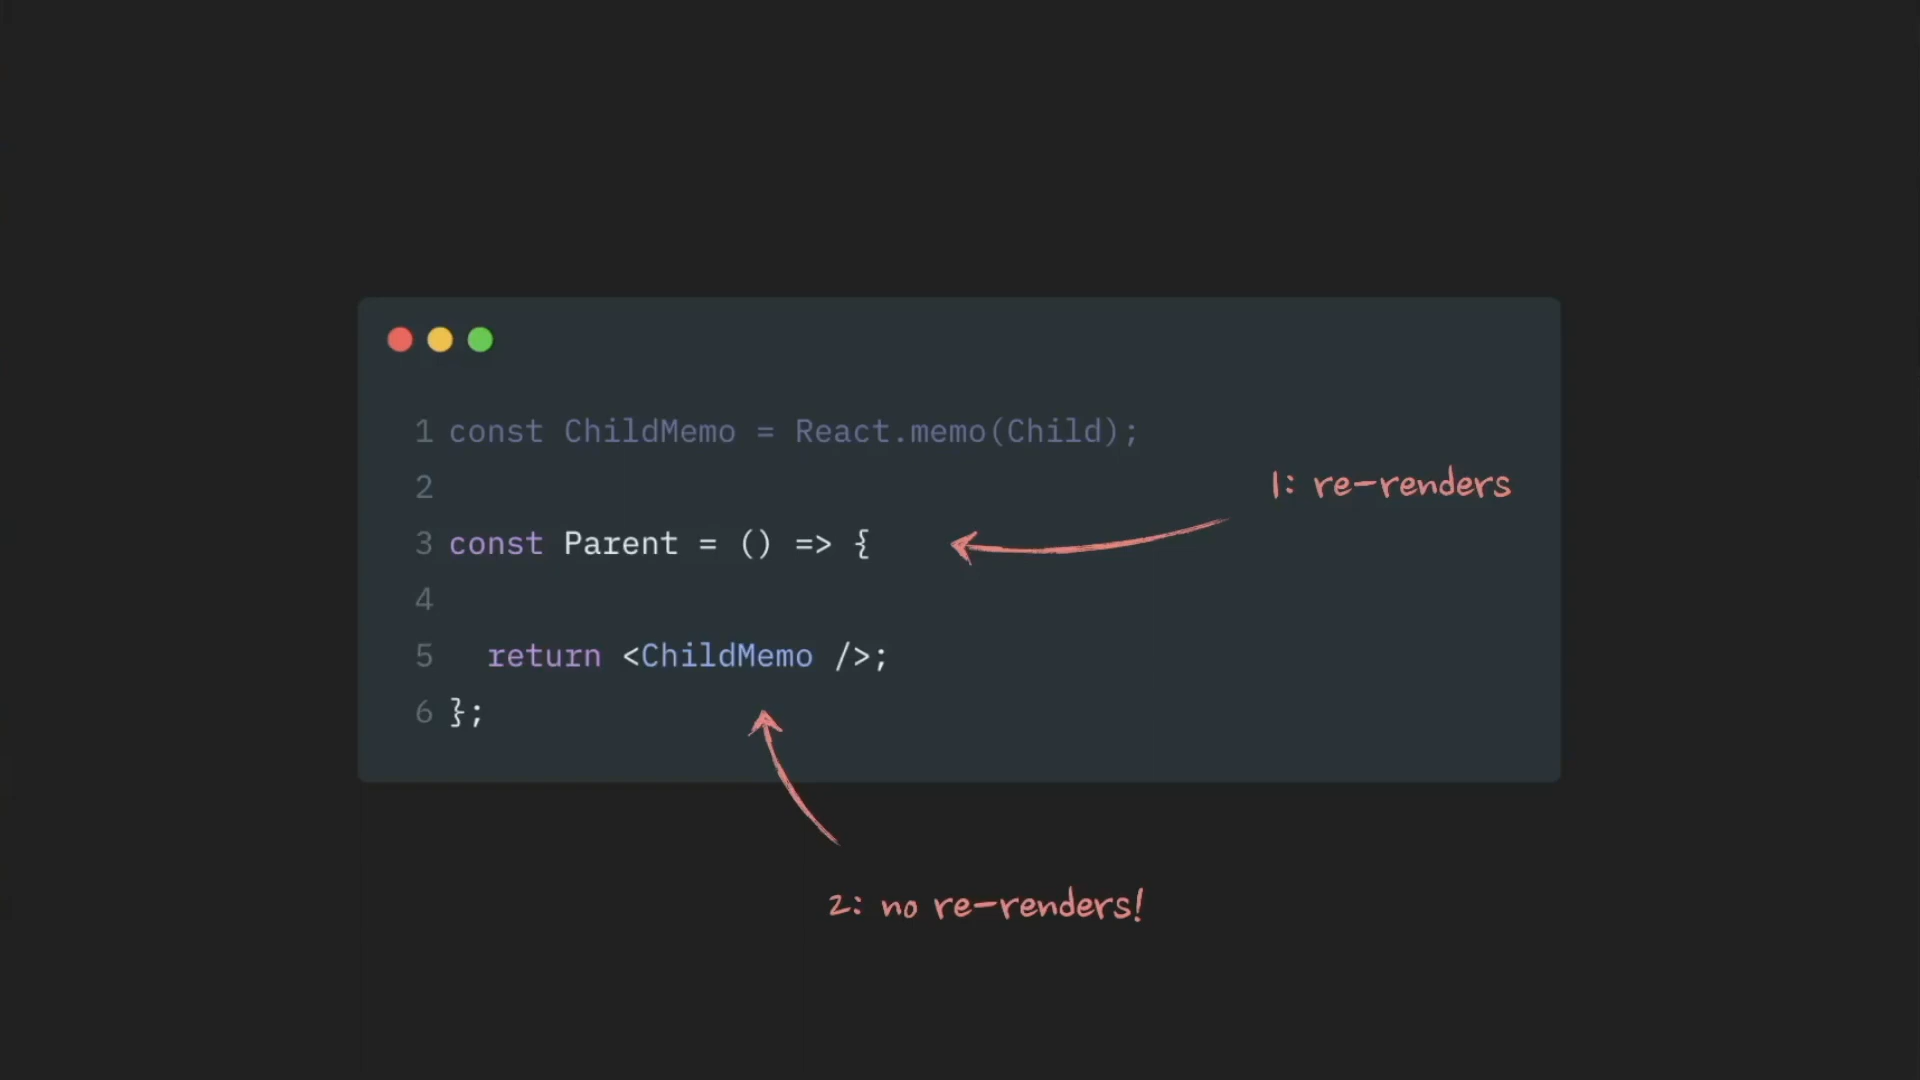 1 const ChildMemo = React.memo(Child);
2
1: re-renders
3 const Parent = () => {
4
5   return <ChildMemo />;
6 };
2: no re-renders!